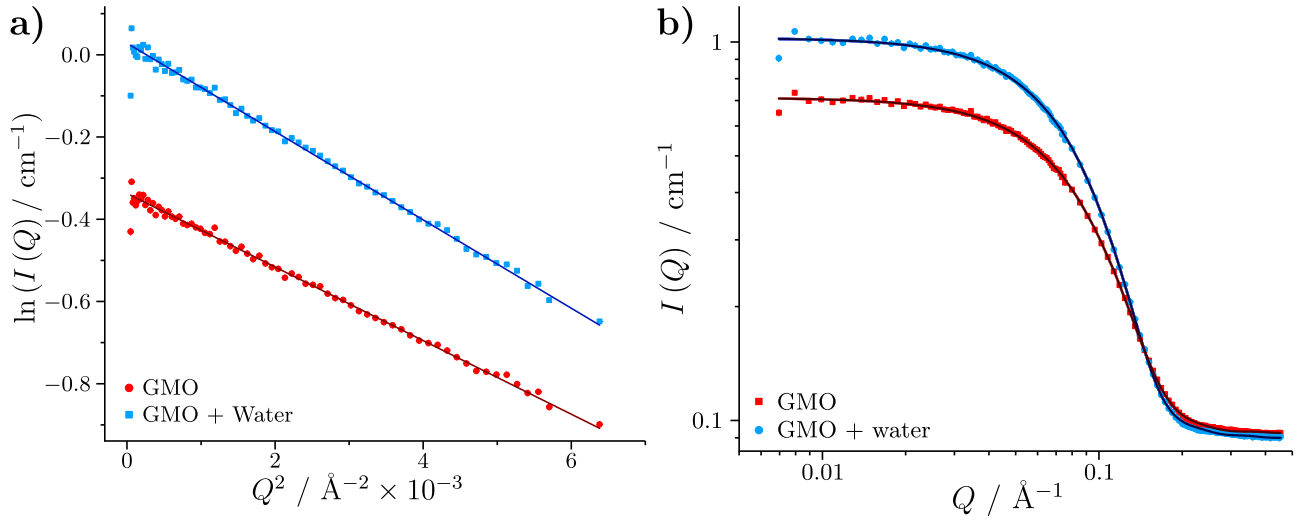 a)
ln (I (Q) / cm⁻¹)
0.0
−0.2
−0.4
−0.6
−0.8
GMO
GMO + Water
0 2 4 6
Q² / Å⁻² × 10⁻³
b)
I (Q) / cm⁻¹
1
0.1
GMO
GMO + water
0.01 0.1
Q / Å⁻¹